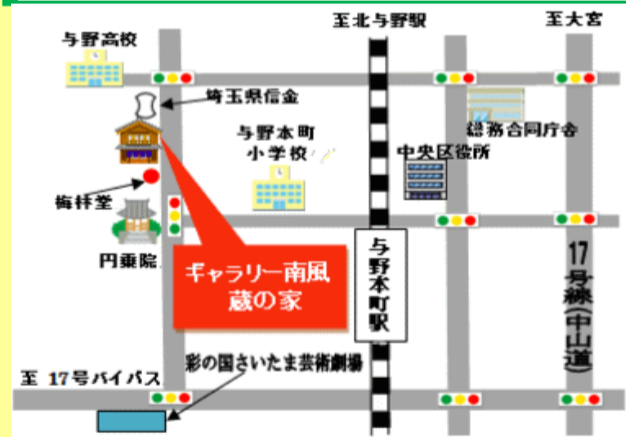 至北与野駅
至大宮
与野高校
埼玉県信金
与野本町
小学校
総務合同庁会
中央区役所
梅林堂
円乗院
ギャラリー南風
蔵の家
与野本町駅
17号線(中山道)
彩の国さいたま芸術劇場
至 17号バイパス